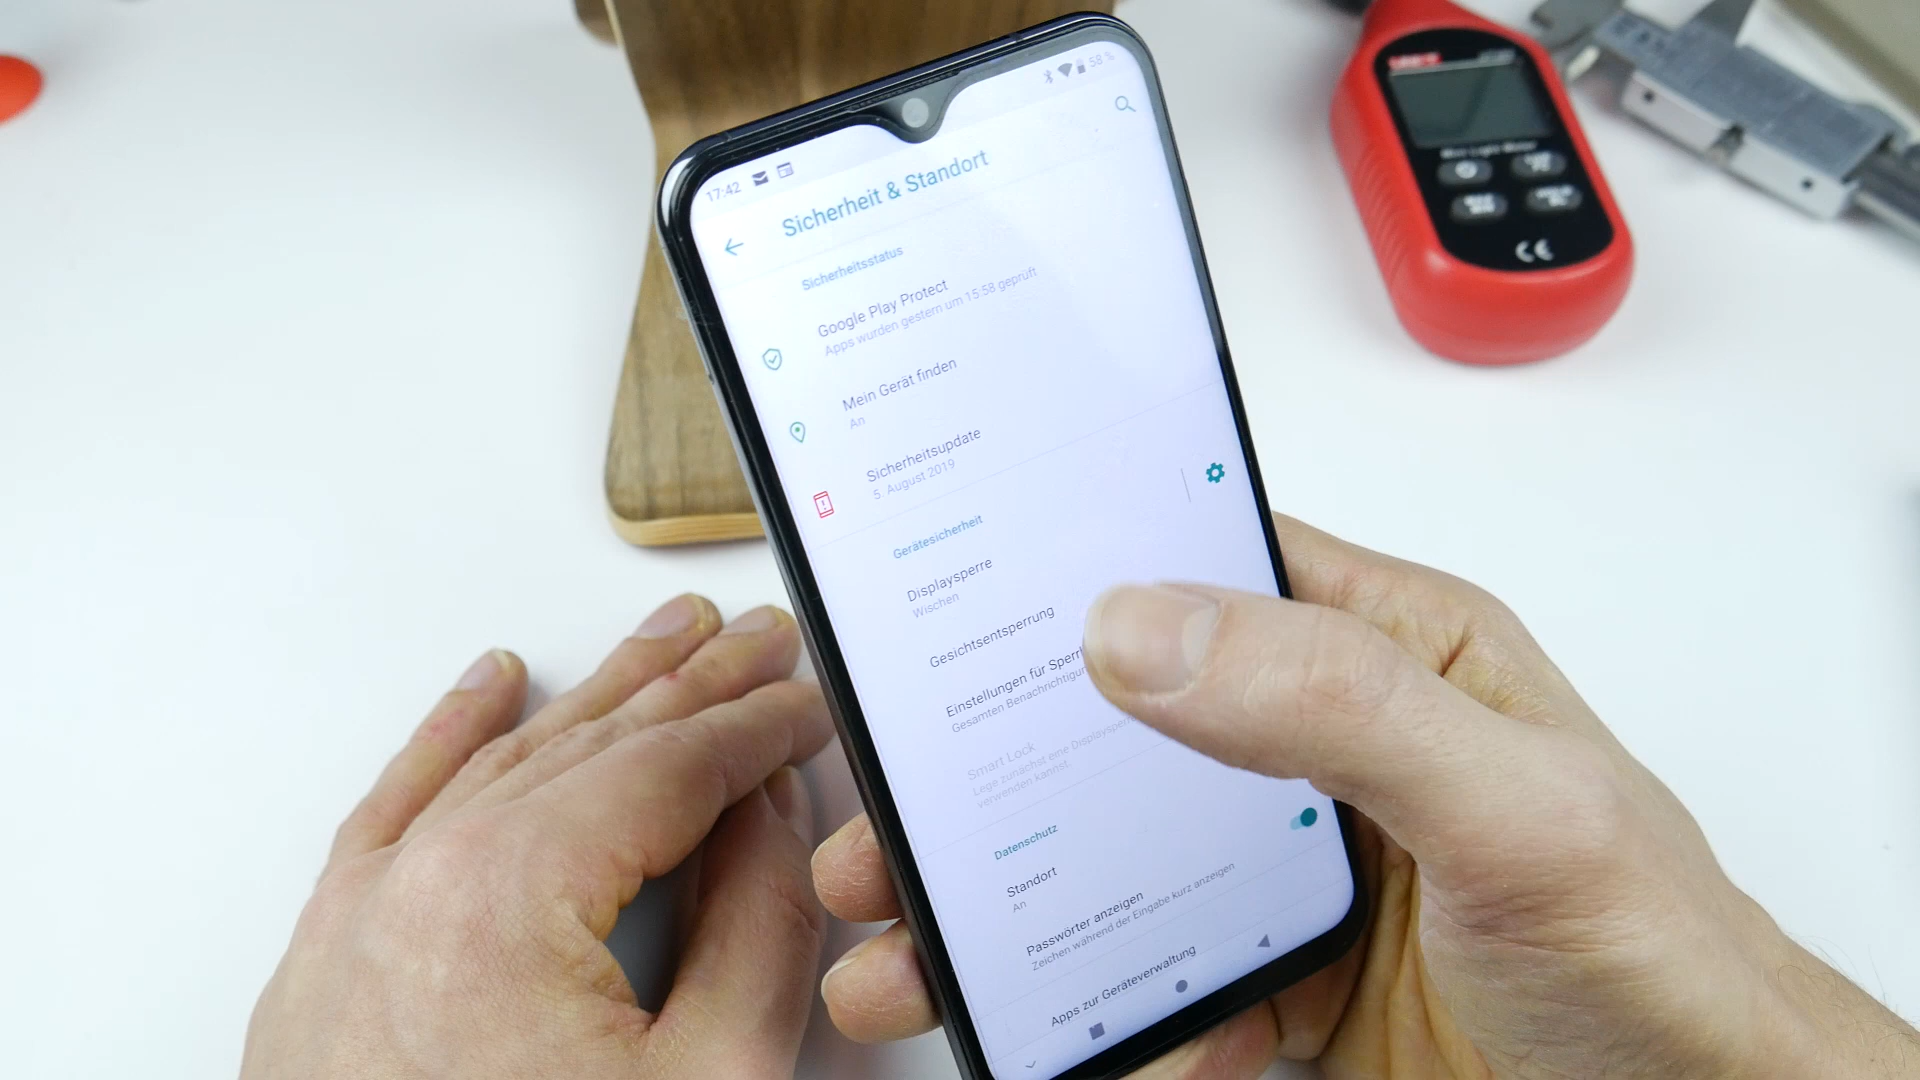 17:42
58 %
Sicherheit & Standort
Sicherheitsstatus
Google Play Protect
Apps wurden gestern um 15:58 geprüft
Mein Gerät finden
An
Sicherheitsupdate
5. August 2019
Gerätesicherheit
Displaysperre
Wischen
Gesichtsentsperrung
Einstellungen für
Gesamten
Smart Lock
Lege zunächst eine Displaysperre
verwenden kannst.
Datenschutz
Standort
An
Passwörter anzeigen
Zeichen während der Eingabe kurz anzeigen
Apps zur Geräteverwaltung
CE